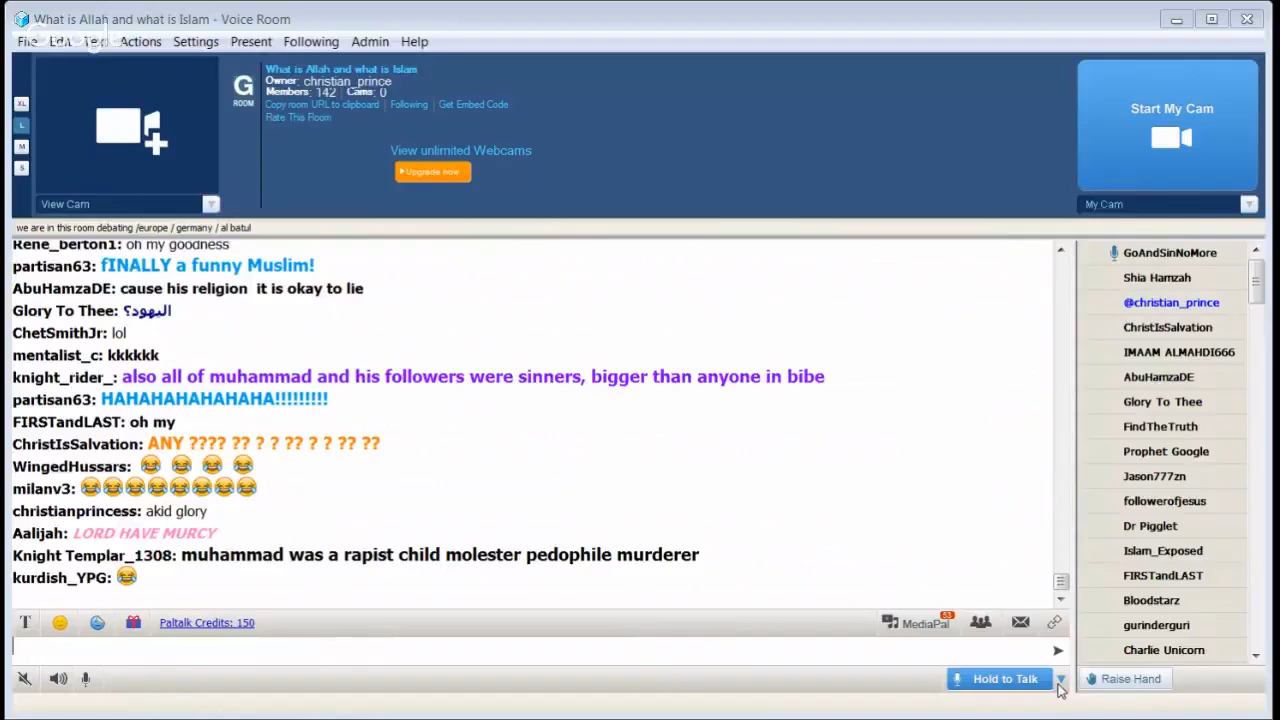 What is Allah and what is Islam - Voice Room
File Edit Text Actions Settings Present Following Admin Help
Google
What is Allah and what is Islam
Owner: christian_prince
Members: 142 Cams: 0
Copy room URL to clipboard | Following | Get Embed Code
Rate This Room
G
ROOM
View unlimited Webcams
Upgrade now
Start My Cam
XL
L
M
S
View Cam
My Cam
we are in this room debating /europe / germany / al batul
Rene_berton1: oh my goodness
partisan63: fINALLY a funny Muslim!
AbuHamzaDE: cause his religion it is okay to lie
Glory To Thee: اليهود؟
ChetSmithJr: lol
mentalist_c: kkkkkk
knight_rider_: also all of muhammad and his followers were sinners, bigger than anyone in bibe
partisan63: HAHAHAHAHAHAHA!!!!!!!!!
FIRSTandLAST: oh my
ChristIsSalvation: ANY ???? ?? ? ? ?? ? ? ?? ??
WingedHussars: 😂 😂 😂 😂
milanv3: 😂😂😂😂😂😂😂😂
christianprincess: akid glory
Aalijah: LORD HAVE MURCY
Knight Templar_1308: muhammad was a rapist child molester pedophile murderer
kurdish_YPG: 😂
GoAndSinNoMore
Shia Hamzah
@christian_prince
ChristIsSalvation
IMAAM ALMAHDI666
AbuHamzaDE
Glory To Thee
FindTheTruth
Prophet Google
Jason777zn
followerofjesus
Dr Pigglet
Islam_Exposed
FIRSTandLAST
Bloodstarz
gurinderguri
Charlie Unicorn
T
Paltalk Credits: 150
MediaPal 53
Hold to Talk
Raise Hand